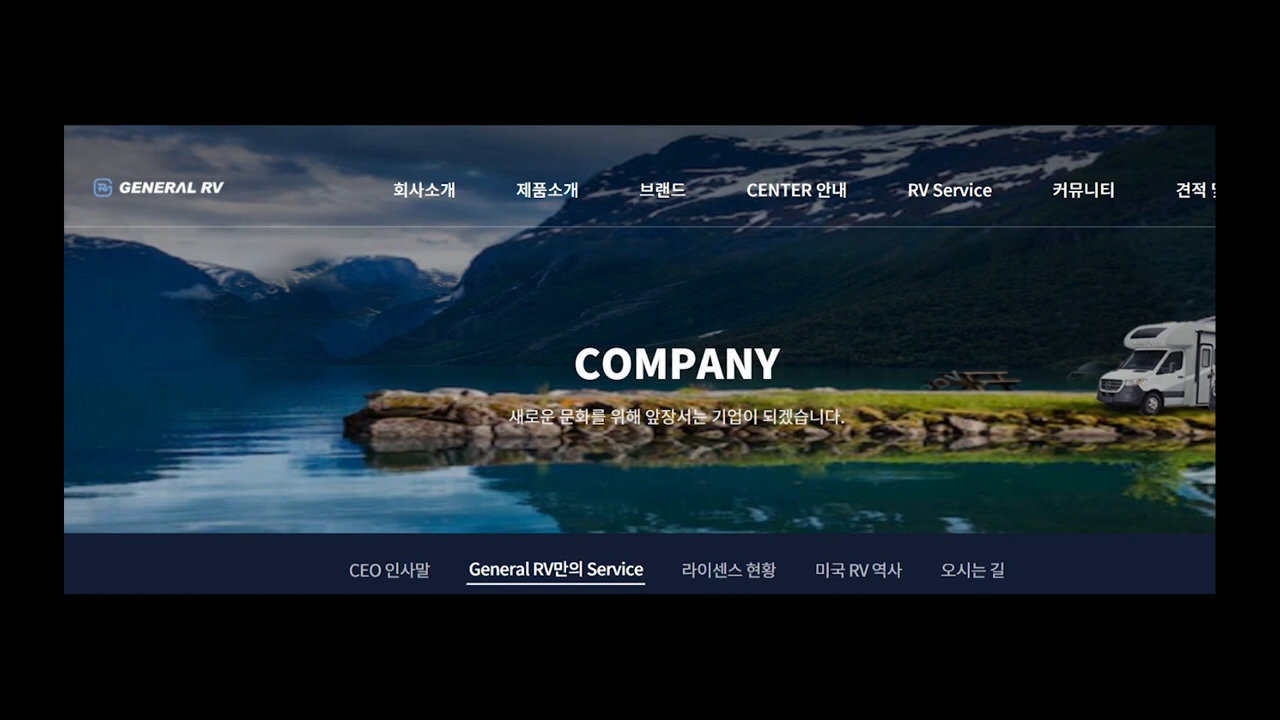 GENERAL RV
회사소개 제품소개 브랜드 CENTER 안내 RV Service 커뮤니티 견적
COMPANY
새로운 문화를 위해 앞장서는 기업이 되겠습니다.
CEO 인사말 General RV만의 Service 라이센스 현황 미국 RV 역사 오시는 길